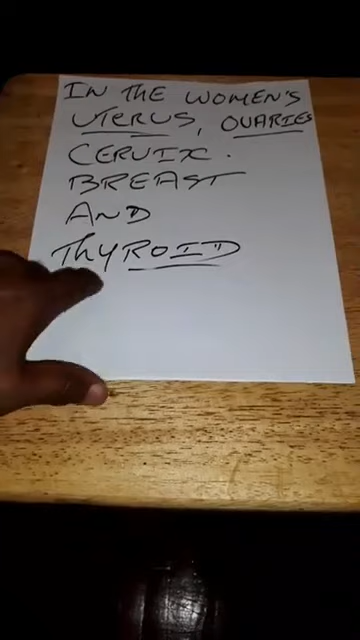 IN THE WOMEN'S
UTERUS, OVARIES
CERVIX.
BREAST
AND
THYROID